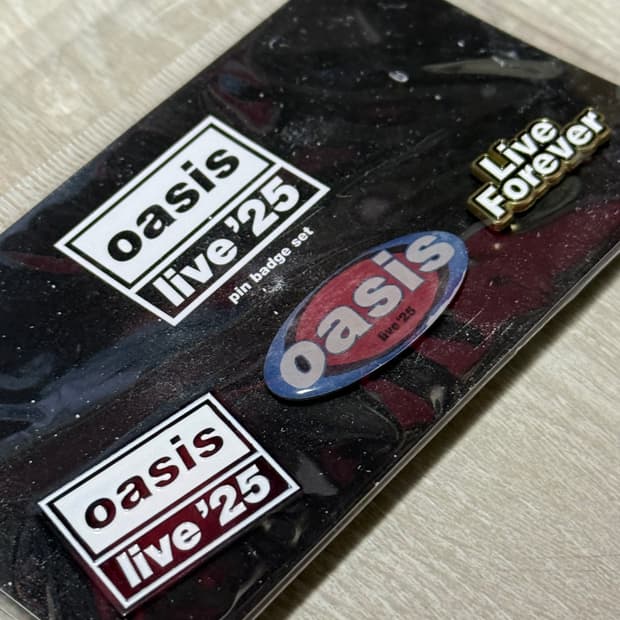 oasis
live '25
pin badge set
Live
Forever
oasis
live '25
oasis
live '25